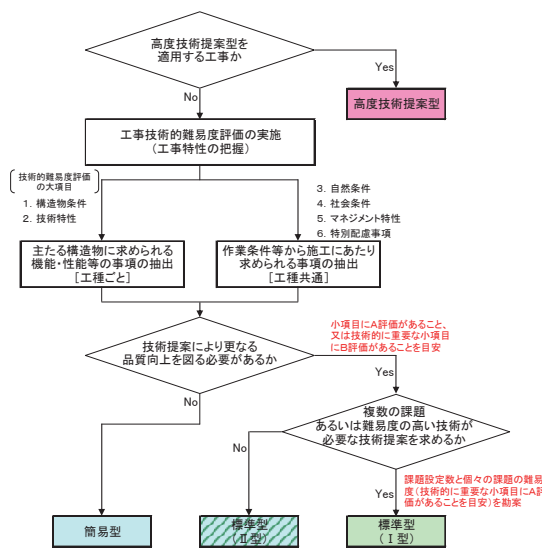 高度技術提案型を
適用する工事か
Yes
No
高度技術提案型
工事技術的難易度評価の実施
（工事特性の把握）
技術的難易度評価
の大項目
1. 構造物条件
2. 技術特性
3. 自然条件
4. 社会条件
5. マネジメント特性
6. 特別配慮事項
主たる構造物に求められる
機能・性能等の事項の抽出
［工種ごと］
作業条件等から施工にあたり
求められる事項の抽出
［工種共通］
小項目にA評価があること、
又は技術的に重要な小項目
にB評価があることを目安
技術提案により更なる
品質向上を図る必要があるか
Yes
No
複数の課題
あるいは難易度の高い技術が
必要な技術提案を求めるか
No
Yes
課題設定数と個々の課題の難易
度(技術的に重要な小項目にA評
価があることを目安)を勘案
簡易型
標準型
（Ⅱ型）
標準型
（Ⅰ型）